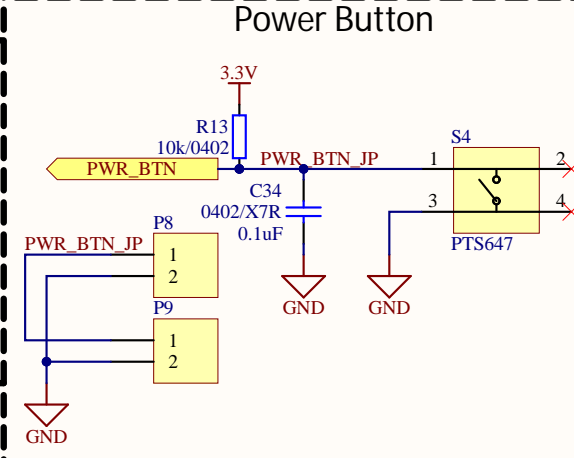 Power Button
3.3V
R13
10k/0402
PWR_BTN
PWR_BTN_JP
C34
0402/X7R
0.1uF
GND
S4
1
2
3
4
PTS647
GND
PWR_BTN_JP
P8
1
2
P9
1
2
GND